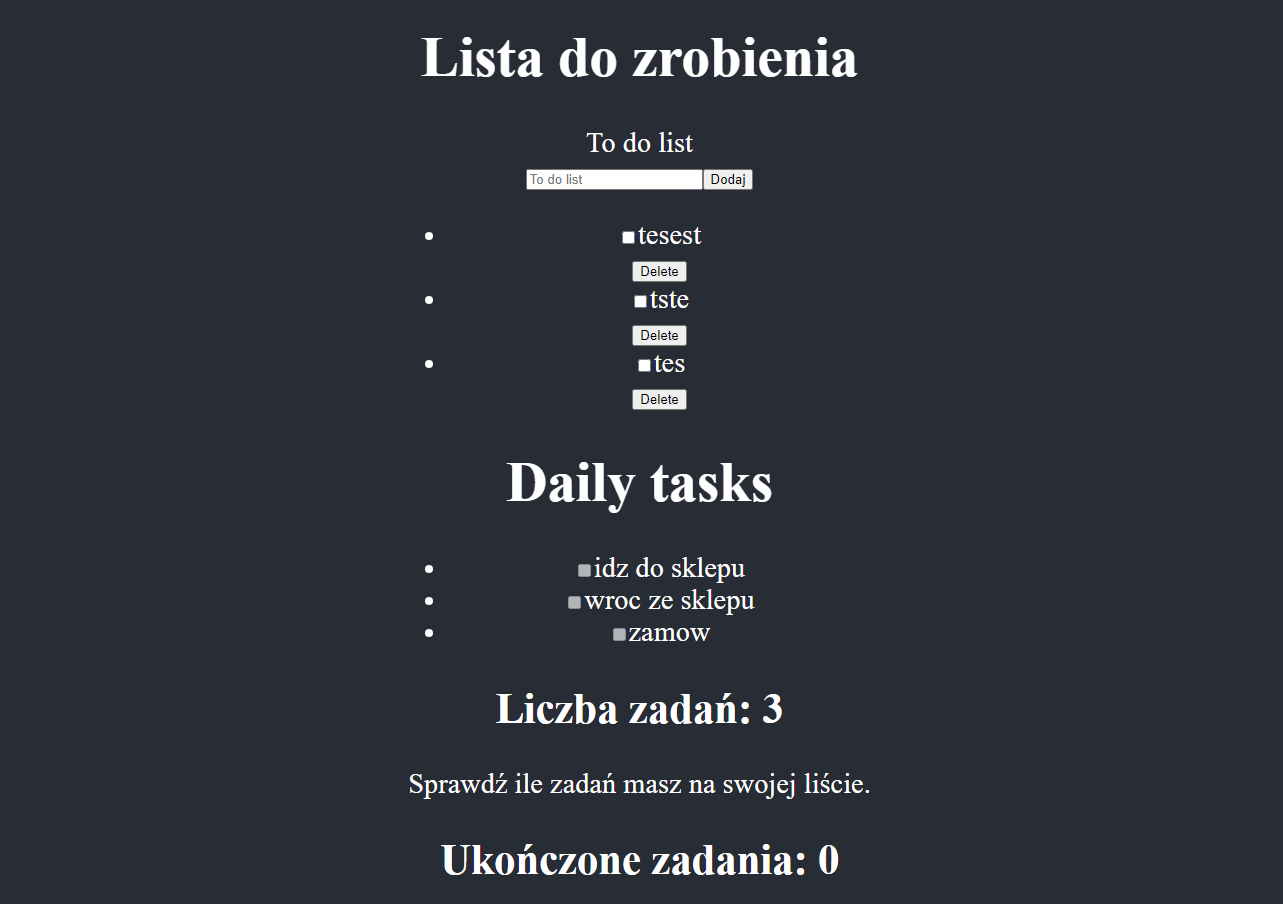 Lista do zrobienia
To do list
To do list Dodaj
tesest
Delete
tste
Delete
tes
Delete
Daily tasks
idz do sklepu
wroc ze sklepu
zamow
Liczba zadań: 3
Sprawdź ile zadań masz na swojej liście.
Ukończone zadania: 0